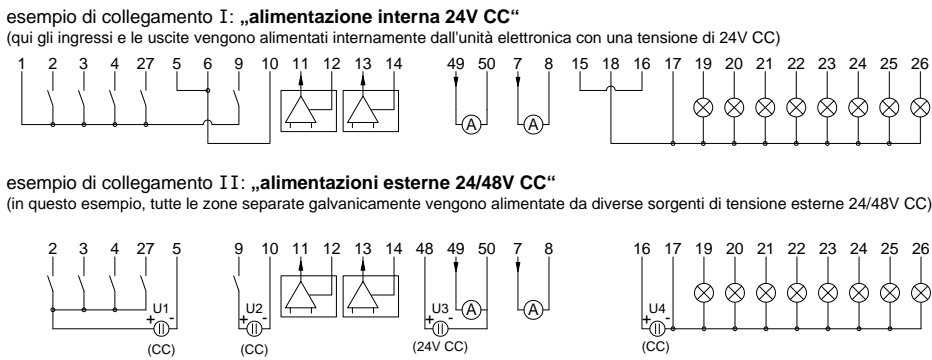 esempio di collegamento I: „alimentazione interna 24V CC“
(qui gli ingressi e le uscite vengono alimentati internamente dall'unità elettronica con una tensione di 24V CC)
1 2 3 4 27 5 6 9 10 11 12 13 14 49 50 7 8 15 18 16 17 19 20 21 22 23 24 25 26
A A
esempio di collegamento II: „alimentazioni esterne 24/48V CC“
(in questo esempio, tutte le zone separate galvanicamente vengono alimentate da diverse sorgenti di tensione esterne 24/48V CC)
2 3 4 27 5 9 10 11 12 13 14 48 49 50 7 8 16 17 19 20 21 22 23 24 25 26
U1 U2 U3 A A U4
+ - + - + - + -
(CC) (CC) (24V CC) (CC)